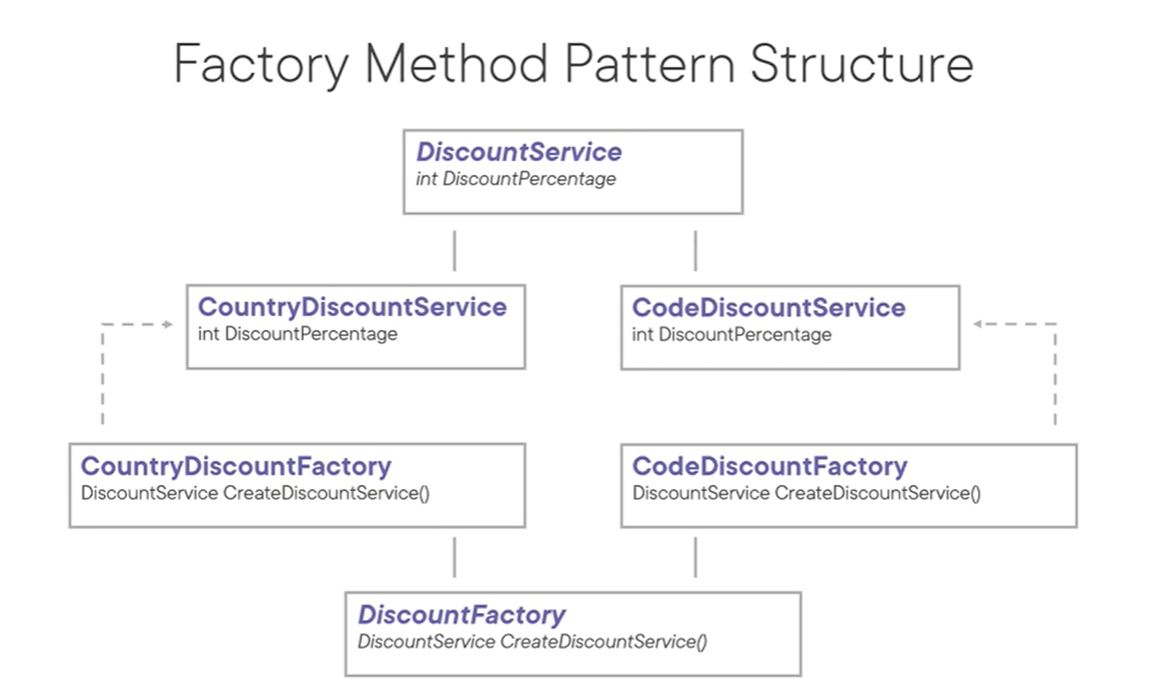 Factory Method Pattern Structure
DiscountService
int DiscountPercentage
CountryDiscountService
int DiscountPercentage
CodeDiscountService
int DiscountPercentage
CountryDiscountFactory
DiscountService CreateDiscountService()
CodeDiscountFactory
DiscountService CreateDiscountService()
DiscountFactory
DiscountService CreateDiscountService()